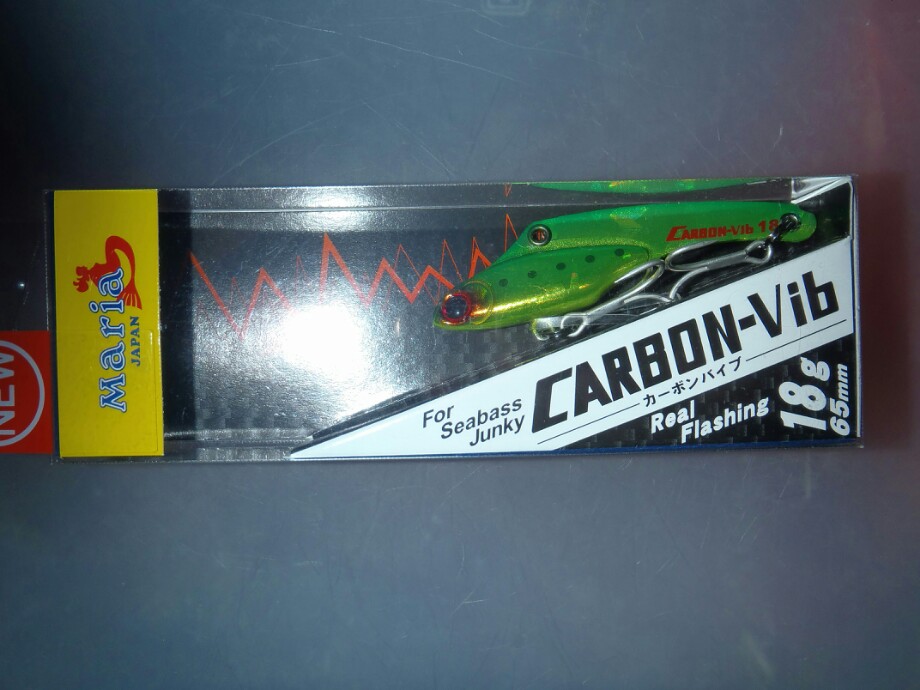 NEW
Maria
JAPAN
CARBON-Vib 18
For
Seabass
Junky
CARBON-Vib
カーボンバイブ
Real
Flashing
18g
65mm